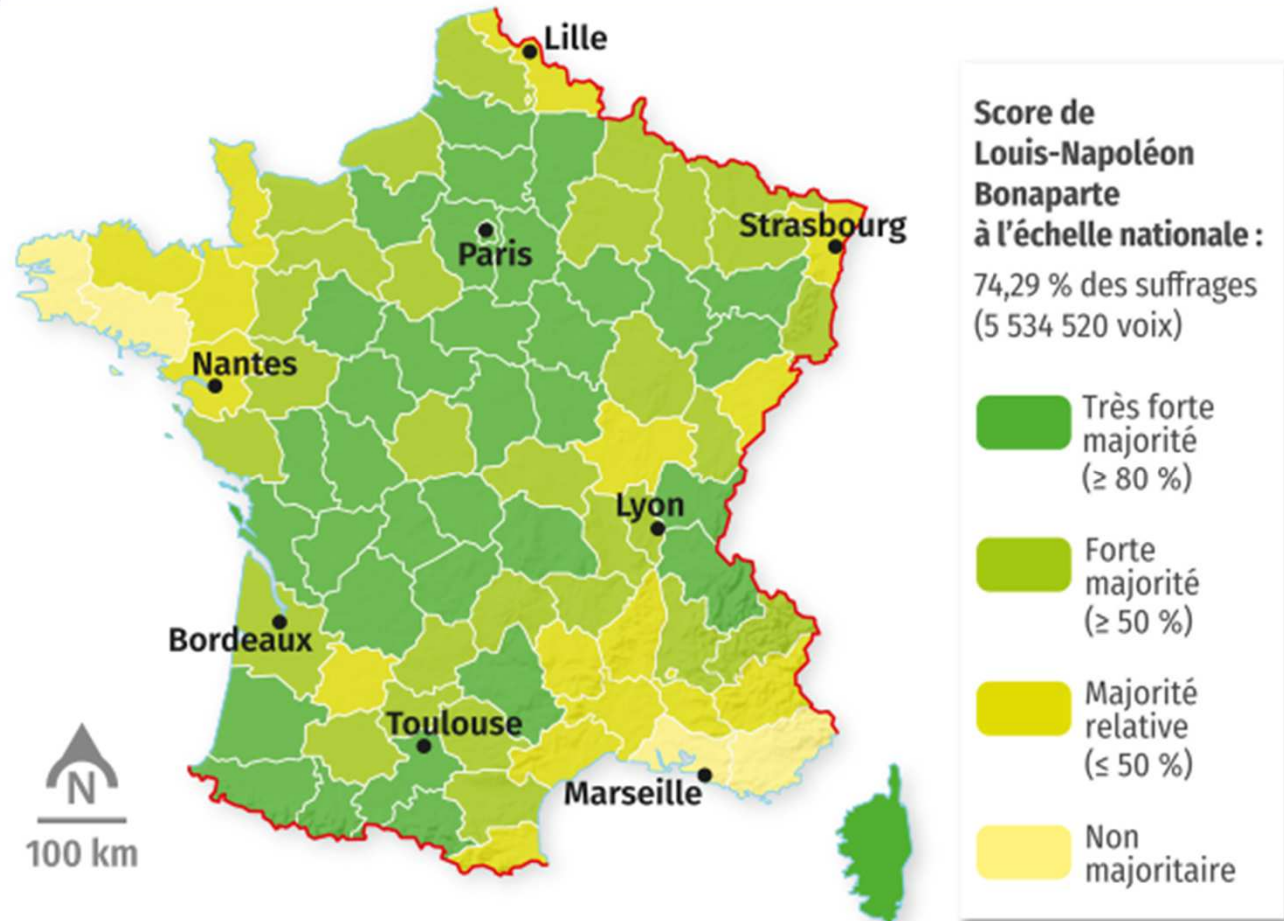 Lille
Strasbourg
Paris
Nantes
Lyon
Bordeaux
Toulouse
Marseille
N
100 km
Score de
Louis-Napoléon
Bonaparte
à l'échelle nationale :
74,29 % des suffrages
(5 534 520 voix)
Très forte
majorité
(≥ 80 %)
Forte
majorité
(≥ 50 %)
Majorité
relative
(≤ 50 %)
Non
majoritaire